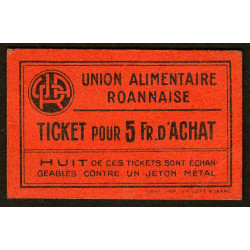 UNION ALIMENTAIRE
ROANNAISE
TICKET POUR 5 FR. D'ACHAT
HUIT DE CES TICKETS SONT ÉCHAN-
GEABLES CONTRE UN JETON MÉTAL